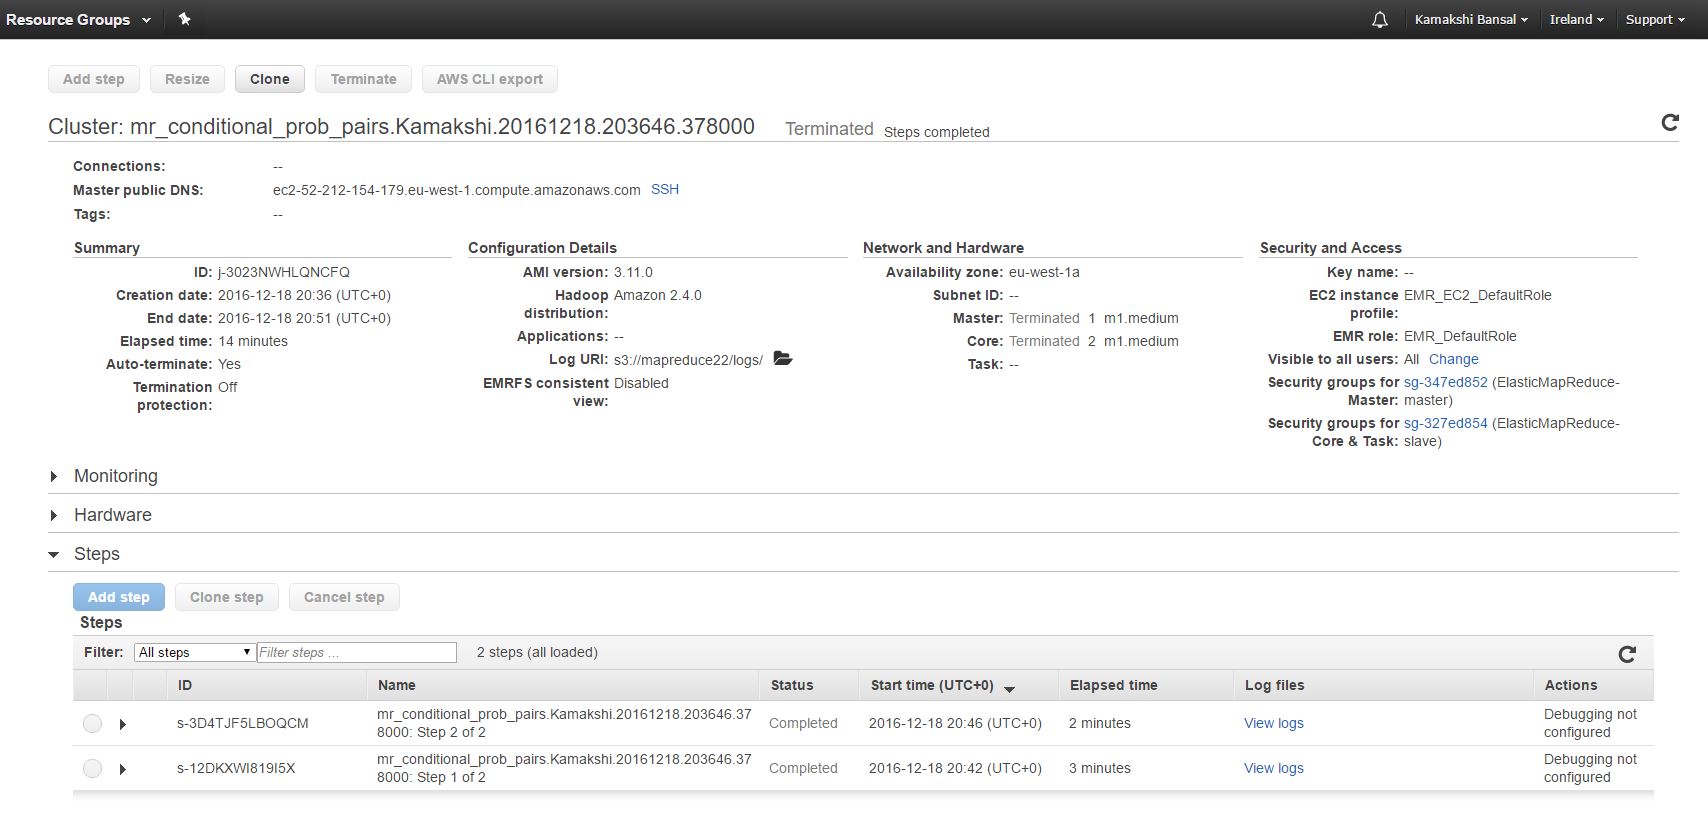 Resource Groups
Kamakshi Bansal
Ireland
Support
Add step
Resize
Clone
Terminate
AWS CLI export
Cluster: mr_conditional_prob_pairs.Kamakshi.20161218.203646.378000 Terminated Steps completed
Connections: --
Master public DNS: ec2-52-212-154-179.eu-west-1.compute.amazonaws.com SSH
Tags: --
Summary
ID: j-3023NWHLQNCFQ
Creation date: 2016-12-18 20:36 (UTC+0)
End date: 2016-12-18 20:51 (UTC+0)
Elapsed time: 14 minutes
Auto-terminate: Yes
Termination Off
protection:
Configuration Details
AMI version: 3.11.0
Hadoop Amazon 2.4.0
distribution:
Applications: --
Log URI: s3://mapreduce22/logs/
EMRFS consistent Disabled
view:
Network and Hardware
Availability zone: eu-west-1a
Subnet ID: --
Master: Terminated 1 m1.medium
Core: Terminated 2 m1.medium
Task: --
Security and Access
Key name: --
EC2 instance EMR_EC2_DefaultRole
profile:
EMR role: EMR_DefaultRole
Visible to all users: All Change
Security groups for sg-347ed852 (ElasticMapReduce-
Master: master)
Security groups for sg-327ed854 (ElasticMapReduce-
Core & Task: slave)
Monitoring
Hardware
Steps
Add step
Clone step
Cancel step
Steps
Filter: All steps Filter steps ... 2 steps (all loaded)
ID Name Status Start time (UTC+0) Elapsed time Log files Actions
s-3D4TJF5LBOQCM mr_conditional_prob_pairs.Kamakshi.20161218.203646.37 Completed 2016-12-18 20:46 (UTC+0) 2 minutes View logs Debugging not
8000: Step 2 of 2 configured
s-12DKXWI819I5X mr_conditional_prob_pairs.Kamakshi.20161218.203646.37 Completed 2016-12-18 20:42 (UTC+0) 3 minutes View logs Debugging not
8000: Step 1 of 2 configured